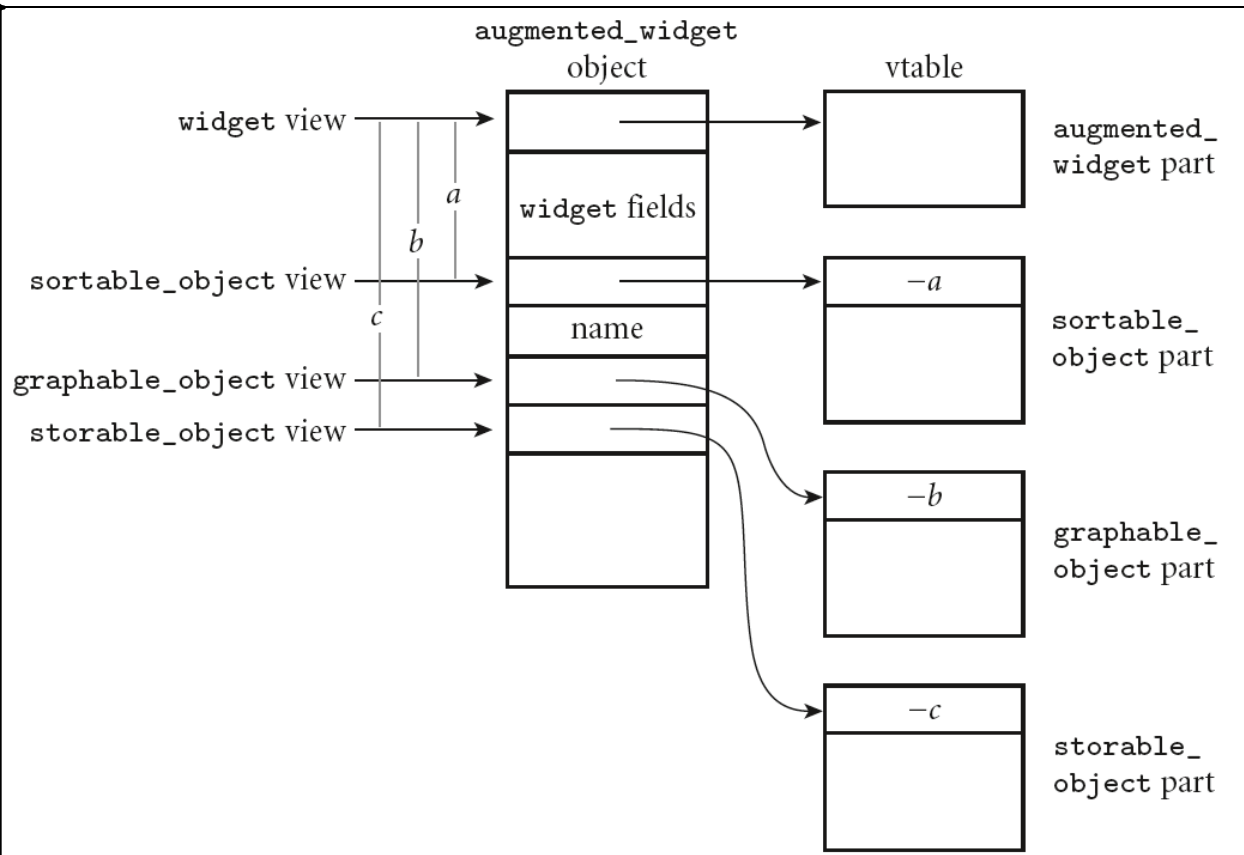 augmented_widget
object
vtable
widget view
augmented_
widget part
a
widget fields
b
sortable_object view
−a
c
name
sortable_
object part
graphable_object view
storable_object view
−b
graphable_
object part
−c
storable_
object part